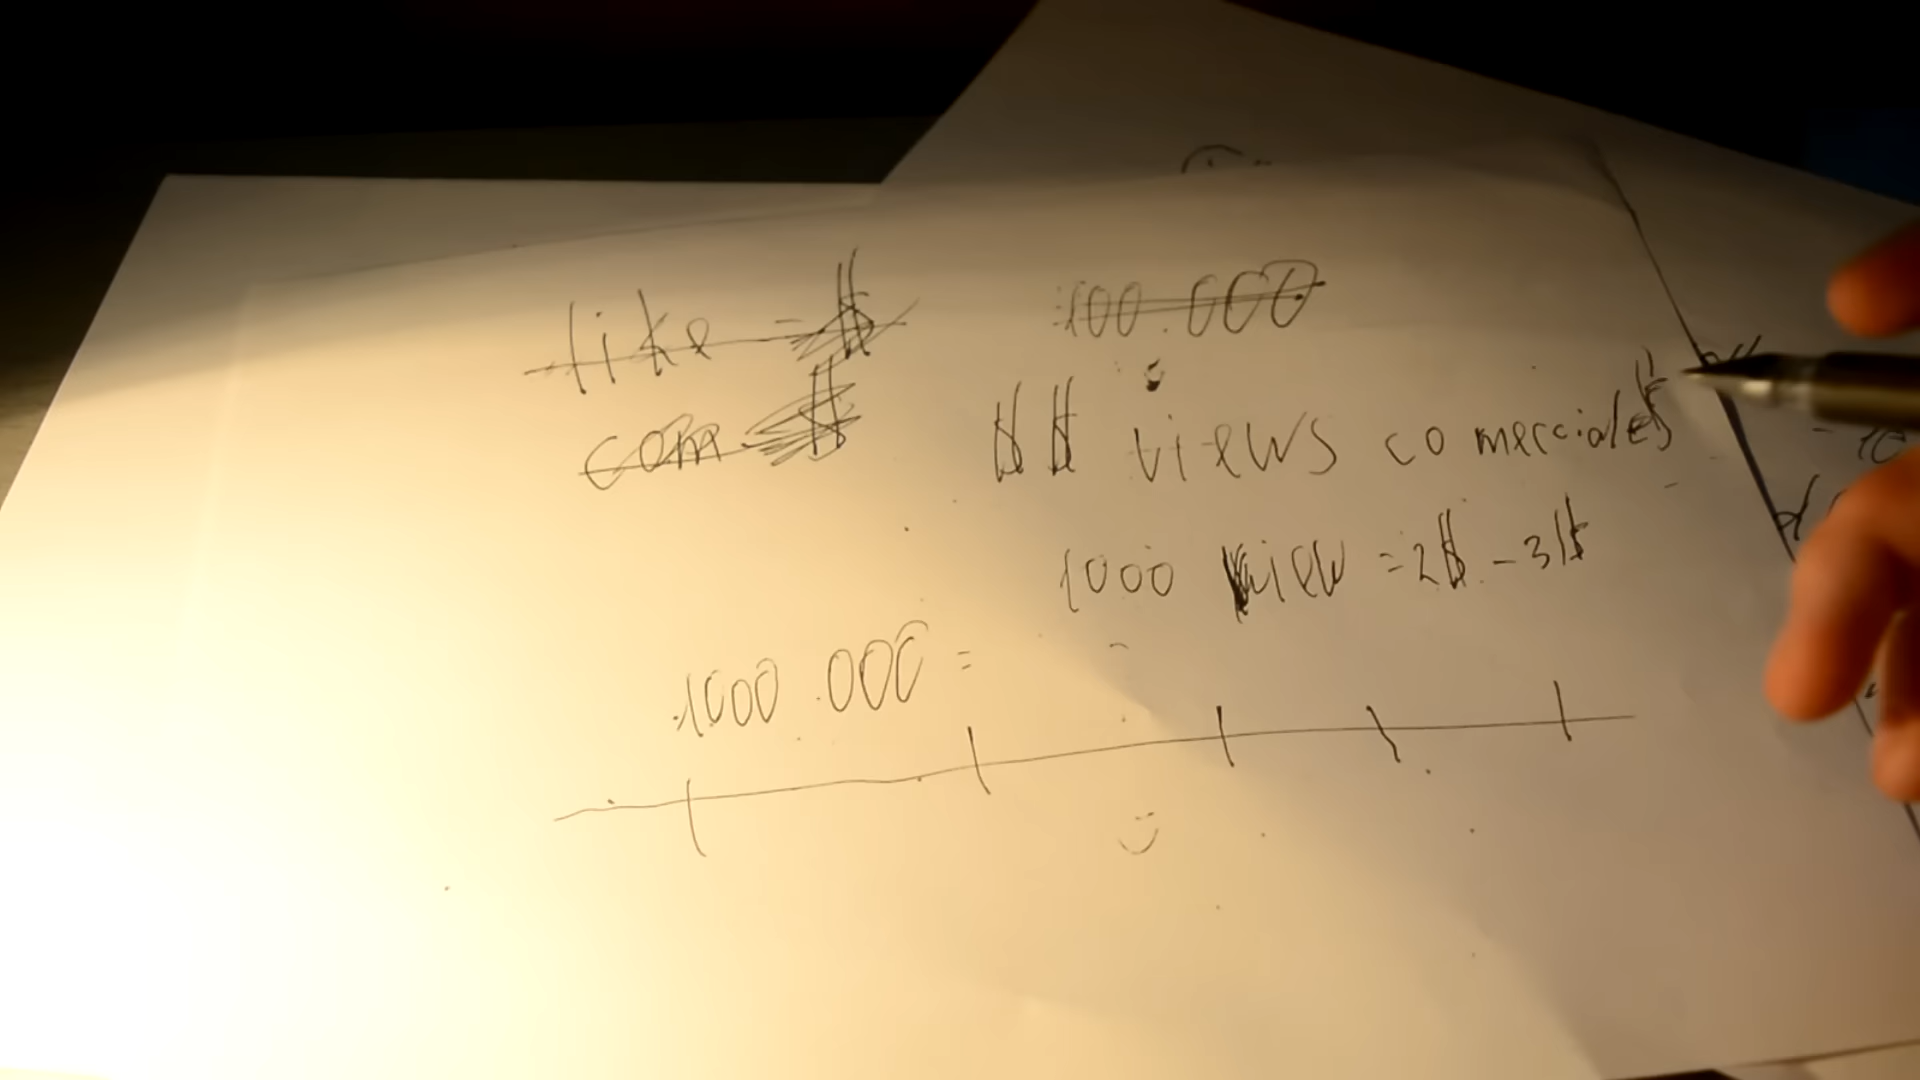 like = $
100.000
com = $
$$ views comerciales
1000 view = 2$ - 3$
1000.000 =